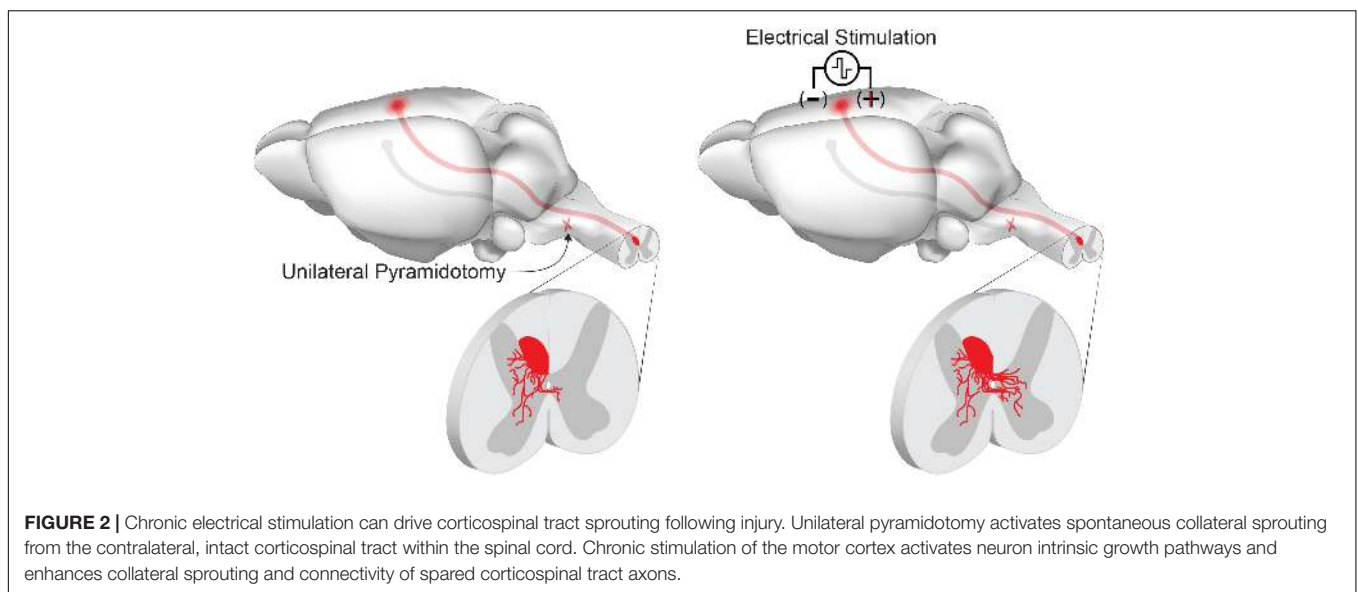 Electrical Stimulation
(-) (+)
X X
Unilateral Pyramidotomy
FIGURE 2 | Chronic electrical stimulation can drive corticospinal tract sprouting following injury. Unilateral pyramidotomy activates spontaneous collateral sprouting
from the contralateral, intact corticospinal tract within the spinal cord. Chronic stimulation of the motor cortex activates neuron intrinsic growth pathways and
enhances collateral sprouting and connectivity of spared corticospinal tract axons.